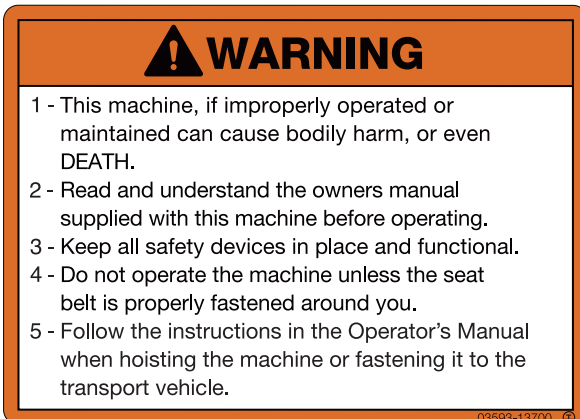 WARNING
1 - This machine, if improperly operated or
maintained can cause bodily harm, or even
DEATH.
2 - Read and understand the owners manual
supplied with this machine before operating.
3 - Keep all safety devices in place and functional.
4 - Do not operate the machine unless the seat
belt is properly fastened around you.
5 - Follow the instructions in the Operator's Manual
when hoisting the machine or fastening it to the
transport vehicle.
03593-13700